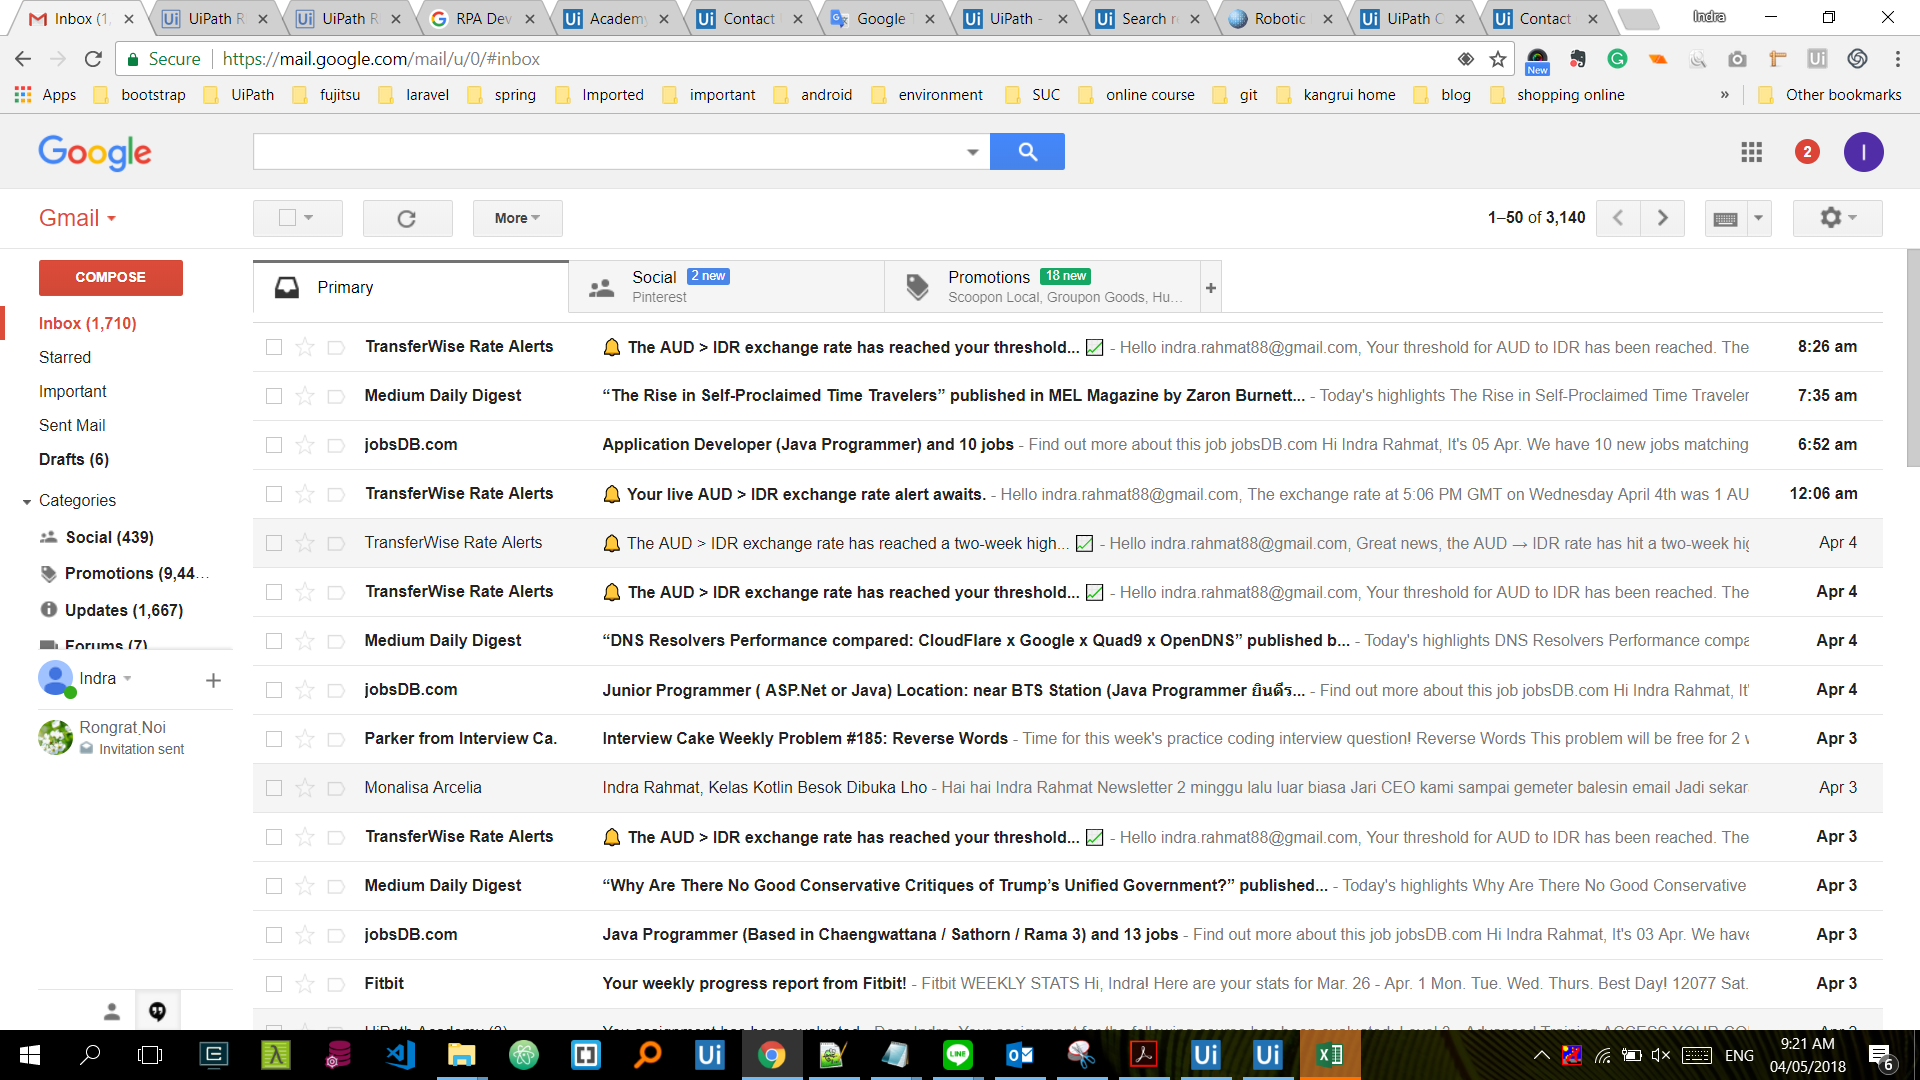 Inbox (1,
UiPath R
UiPath R
RPA Dev
Academy
Contact
Google T
UiPath -
Search re
Robotic
UiPath C
Contact
Indra
Secure https://mail.google.com/mail/u/0/#inbox
New
Apps bootstrap UiPath fujitsu laravel spring Imported important android environment SUC online course git kangrui home blog shopping online » Other bookmarks
Google
2
I
Gmail
More
1–50 of 3,140
COMPOSE
Primary
Social 2 new
Pinterest
Promotions 18 new
Scoopon Local, Groupon Goods, Hu…
Inbox (1,710)
Starred
Important
Sent Mail
Drafts (6)
Categories
Social (439)
Promotions (9,44…
Updates (1,667)
Forums (7)
Indra
Rongrat Noi
Invitation sent
TransferWise Rate Alerts 🔔 The AUD > IDR exchange rate has reached your threshold... - Hello indra.rahmat88@gmail.com, Your threshold for AUD to IDR has been reached. The 8:26 am
Medium Daily Digest “The Rise in Self-Proclaimed Time Travelers” published in MEL Magazine by Zaron Burnett... - Today's highlights The Rise in Self-Proclaimed Time Traveler 7:35 am
jobsDB.com Application Developer (Java Programmer) and 10 jobs - Find out more about this job jobsDB.com Hi Indra Rahmat, It's 05 Apr. We have 10 new jobs matching 6:52 am
TransferWise Rate Alerts 🔔 Your live AUD > IDR exchange rate alert awaits. - Hello indra.rahmat88@gmail.com, The exchange rate at 5:06 PM GMT on Wednesday April 4th was 1 AU 12:06 am
TransferWise Rate Alerts 🔔 The AUD > IDR exchange rate has reached a two-week high... - Hello indra.rahmat88@gmail.com, Great news, the AUD → IDR rate has hit a two-week hig Apr 4
TransferWise Rate Alerts 🔔 The AUD > IDR exchange rate has reached your threshold... - Hello indra.rahmat88@gmail.com, Your threshold for AUD to IDR has been reached. The Apr 4
Medium Daily Digest “DNS Resolvers Performance compared: CloudFlare x Google x Quad9 x OpenDNS” published b... - Today's highlights DNS Resolvers Performance compa Apr 4
jobsDB.com Junior Programmer ( ASP.Net or Java) Location: near BTS Station (Java Programmer ยินดีร... - Find out more about this job jobsDB.com Hi Indra Rahmat, It' Apr 4
Parker from Interview Ca. Interview Cake Weekly Problem #185: Reverse Words - Time for this week's practice coding interview question! Reverse Words This problem will be free for 2 w Apr 3
Monalisa Arcelia Indra Rahmat, Kelas Kotlin Besok Dibuka Lho - Hai hai Indra Rahmat Newsletter 2 minggu lalu luar biasa Jari CEO kami sampai gemeter balesin email Jadi sekar Apr 3
TransferWise Rate Alerts 🔔 The AUD > IDR exchange rate has reached your threshold... - Hello indra.rahmat88@gmail.com, Your threshold for AUD to IDR has been reached. The Apr 3
Medium Daily Digest “Why Are There No Good Conservative Critiques of Trump’s Unified Government?” published... - Today's highlights Why Are There No Good Conservative Apr 3
jobsDB.com Java Programmer (Based in Chaengwattana / Sathorn / Rama 3) and 13 jobs - Find out more about this job jobsDB.com Hi Indra Rahmat, It's 03 Apr. We have Apr 3
Fitbit Your weekly progress report from Fitbit! - Fitbit WEEKLY STATS Hi, Indra! Here are your stats for Mar. 26 - Apr. 1 Mon. Tue. Wed. Thurs. Best Day! 12077 Sat. Apr 3
ENG
9:21 AM
04/05/2018
6